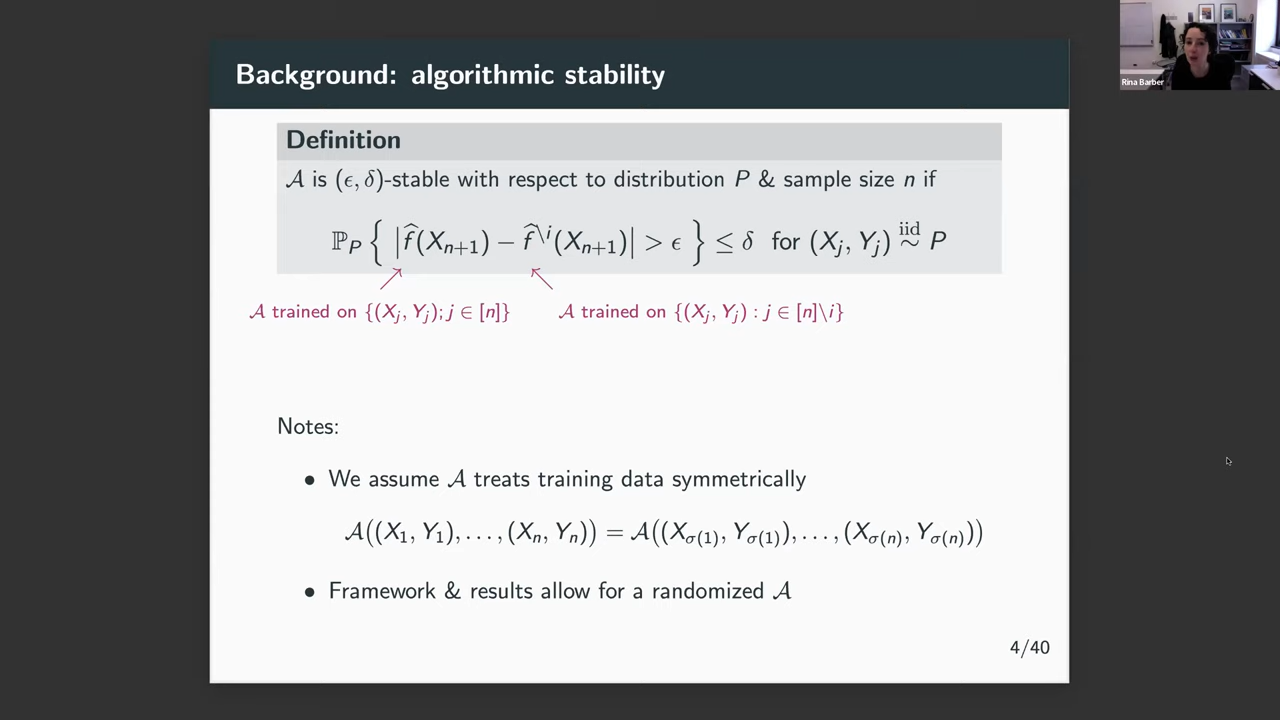 Background: algorithmic stability
Rina Barber
Definition
𝒜 is (ϵ, δ)-stable with respect to distribution P & sample size n if
ℙ_P { |f̂(X_{n+1}) − f̂^{\i}(X_{n+1})| > ϵ } ≤ δ for (X_j, Y_j) iid∼ P
𝒜 trained on {(X_j, Y_j); j ∈ [n]}
𝒜 trained on {(X_j, Y_j) : j ∈ [n]\i}
Notes:
• We assume 𝒜 treats training data symmetrically
𝒜((X_1, Y_1), . . . , (X_n, Y_n)) = 𝒜((X_{σ(1)}, Y_{σ(1)}), . . . , (X_{σ(n)}, Y_{σ(n)}))
• Framework & results allow for a randomized 𝒜
4/40